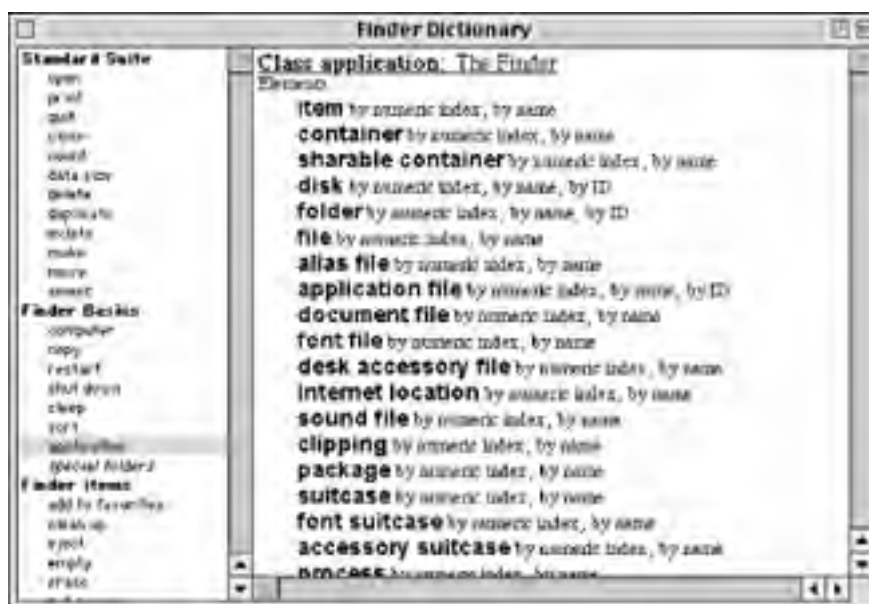 Finder Dictionary
Standard Suite
open
print
quit
close
count
data size
delete
duplicate
exists
make
move
select
Finder Basics
computer
copy
restart
shut down
sleep
sort
application
special folders
Finder items
add to favorites
clean up
eject
empty
erase
Class application: The Finder
Elements
item by numeric index, by name
container by numeric index, by name
sharable container by numeric index, by name
disk by numeric index, by name, by ID
folder by numeric index, by name, by ID
file by numeric index, by name
alias file by numeric index, by name
application file by numeric index, by name, by ID
document file by numeric index, by name
font file by numeric index, by name
desk accessory file by numeric index, by name
internet location by numeric index, by name
sound file by numeric index, by name
clipping by numeric index, by name
package by numeric index, by name
suitcase by numeric index, by name
font suitcase by numeric index, by name
accessory suitcase by numeric index, by name
process by numeric index, by name